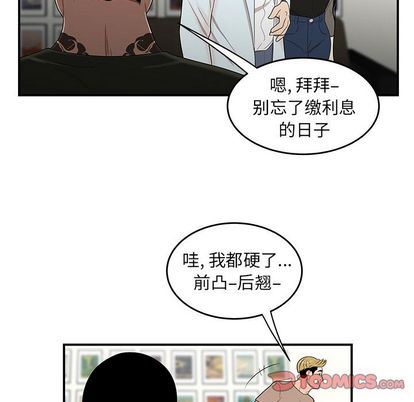 嗯, 拜拜–
别忘了缴利息
的日子
哇, 我都硬了...
前凸–后翘–
TOOMICS.COM